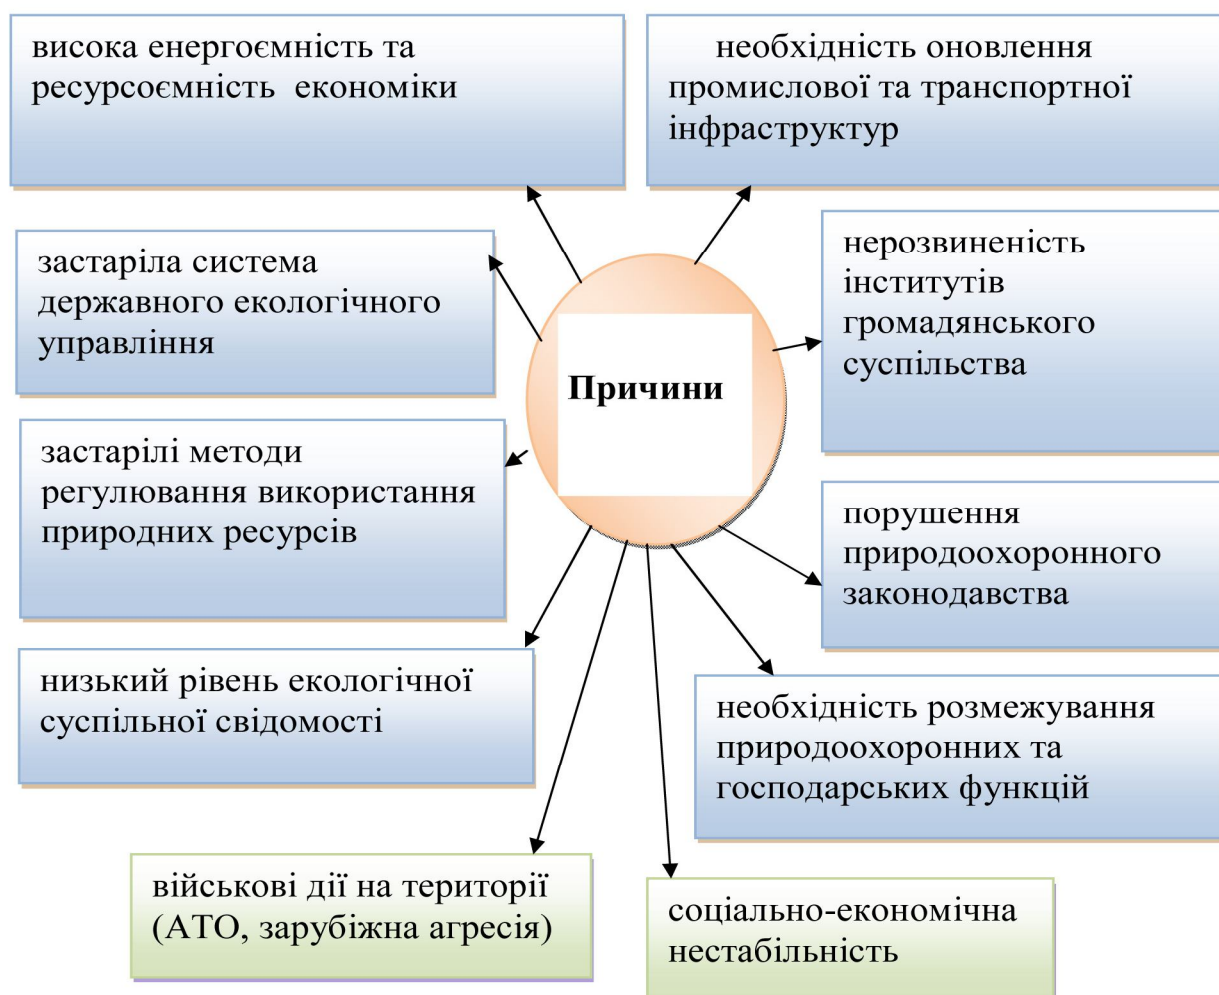 висока енергоємність та
ресурсоємність економіки
необхідність оновлення
промислової та транспортної
інфраструктур
застаріла система
державного екологічного
управління
нерозвиненість
інститутів
громадянського
суспільства
Причини
застарілі методи
регулювання використання
природних ресурсів
порушення
природоохоронного
законодавства
низький рівень екологічної
суспільної свідомості
необхідність розмежування
природоохоронних та
господарських функцій
військові дії на території
(АТО, зарубіжна агресія)
соціально-економічна
нестабільність